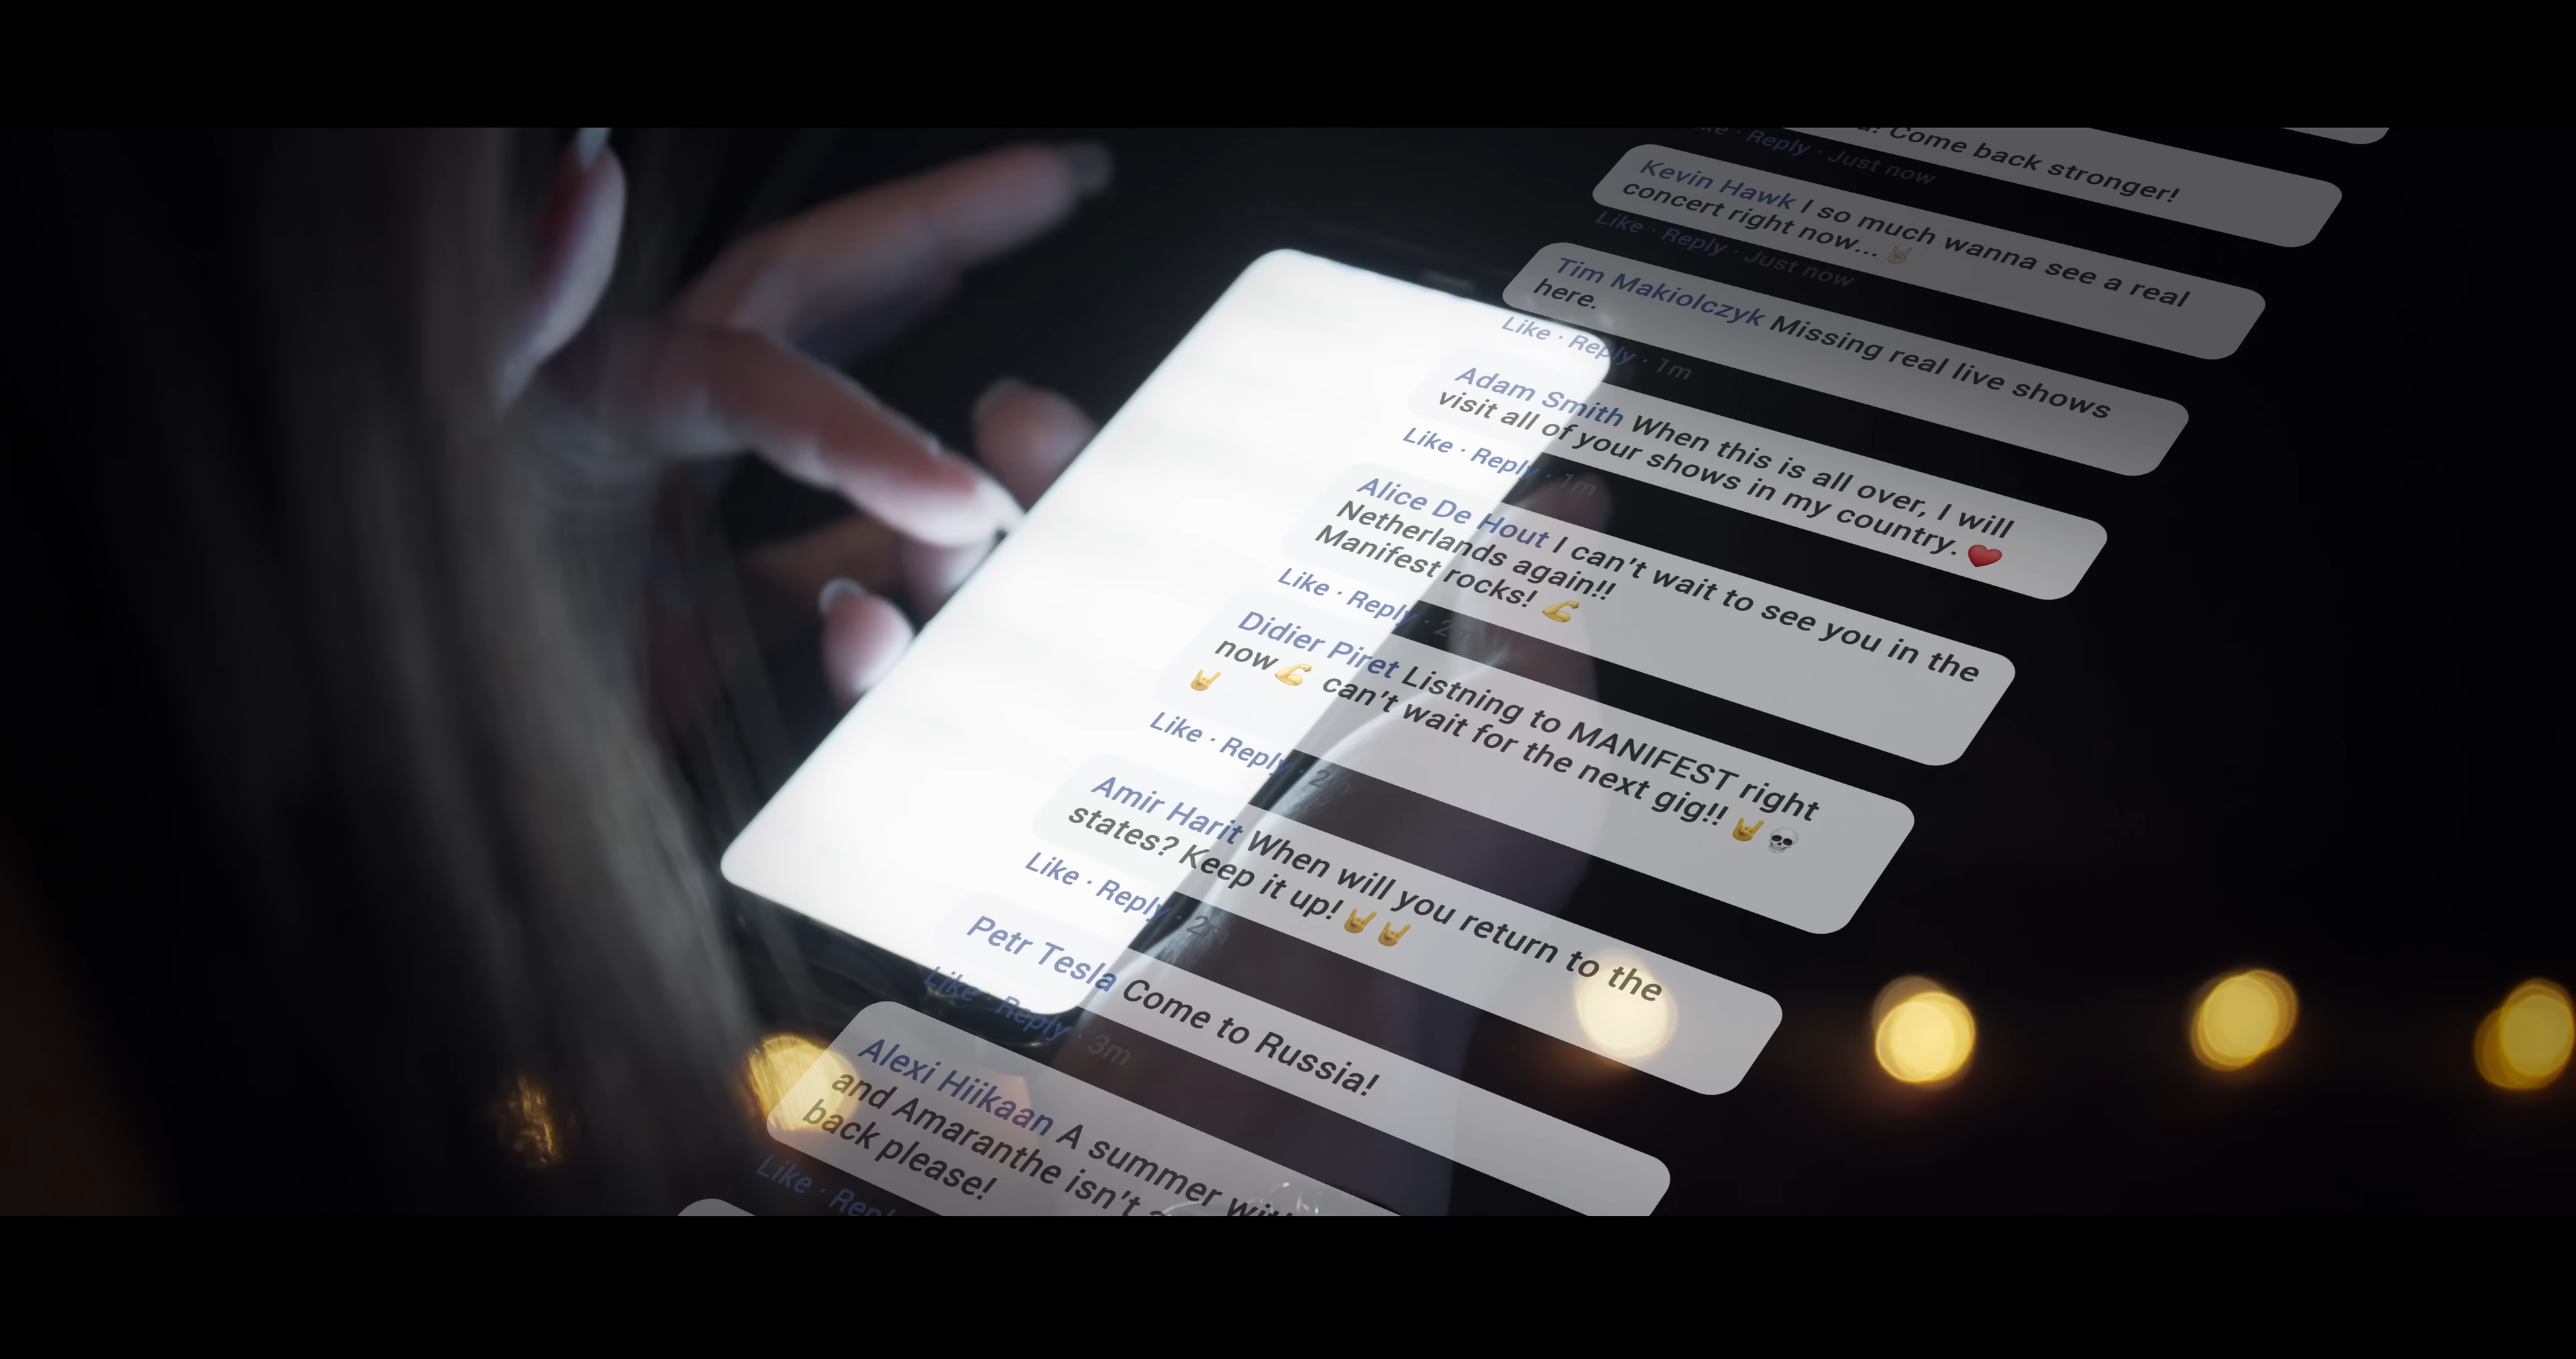 Come back stronger!
Like · Reply · Just now
Kevin Hawk I so much wanna see a real
concert right now... 🤘
Like · Reply · Just now
Tim Makiolczyk Missing real live shows
here.
Like · Reply · 1m
Adam Smith When this is all over, I will
visit all of your shows in my country. ❤️
Like · Reply · 1m
Alice De Hout I can't wait to see you in the
Netherlands again!!
Manifest rocks! 💪
Like · Reply · 2m
Didier Piret Listning to MANIFEST right
now💪 can't wait for the next gig!! 🤘💀
🤘
Like · Reply · 2m
Amir Harit When will you return to the
states? Keep it up! 🤘🤘
Like · Reply · 2m
Petr Tesla Come to Russia!
Like · Reply · 3m
Alexi Hiikaan A summer
and Amaranthe isn't
back please!
Like · Reply